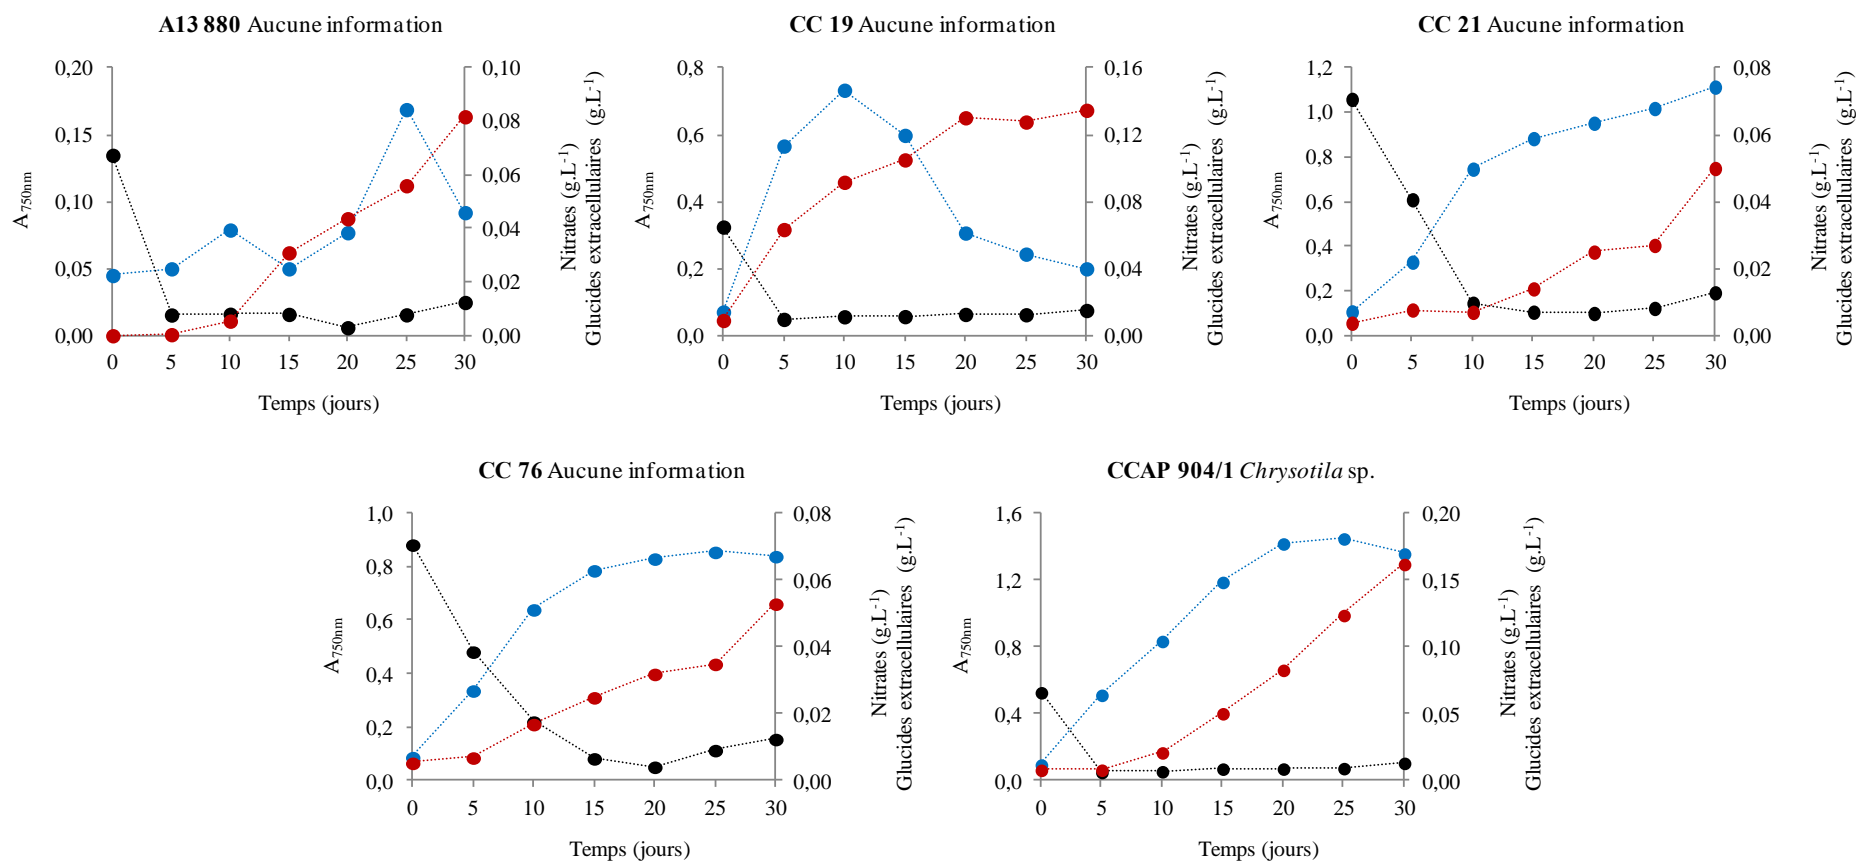 A13 880 Aucune information
0,20
0,15
0,10
0,05
0,00
A750nm
0,10
0,08
0,06
0,04
0,02
0,00
Nitrates (g.L-1)
Glucides extracellulaires (g.L-1)
0 5 10 15 20 25 30
Temps (jours)
CC 19 Aucune information
0,8
0,6
0,4
0,2
0,0
A750nm
0,16
0,12
0,08
0,04
0,00
Nitrates (g.L-1)
Glucides extracellulaires (g.L-1)
0 5 10 15 20 25 30
Temps (jours)
CC 21 Aucune information
1,2
1,0
0,8
0,6
0,4
0,2
0,0
A750nm
0,08
0,06
0,04
0,02
0,00
Nitrates (g.L-1)
Glucides extracellulaires (g.L-1)
0 5 10 15 20 25 30
Temps (jours)
CC 76 Aucune information
1,0
0,8
0,6
0,4
0,2
0,0
A750nm
0,08
0,06
0,04
0,02
0,00
Nitrates (g.L-1)
Glucides extracellulaires (g.L-1)
0 5 10 15 20 25 30
Temps (jours)
CCAP 904/1 Chrysotila sp.
1,6
1,2
0,8
0,4
0,0
A750nm
0,20
0,15
0,10
0,05
0,00
Nitrates (g.L-1)
Glucides extracellulaires (g.L-1)
0 5 10 15 20 25 30
Temps (jours)